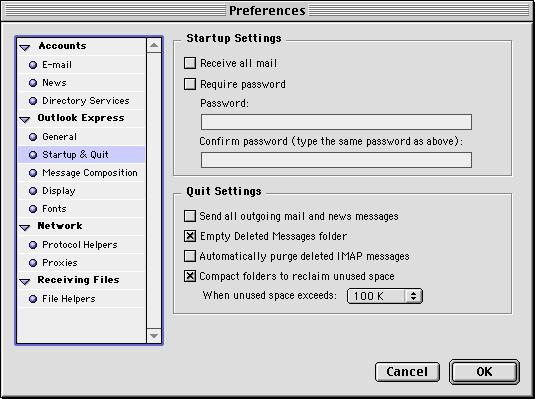 Preferences
Accounts
E-mail
News
Directory Services
Outlook Express
General
Startup & Quit
Message Composition
Display
Fonts
Network
Protocol Helpers
Proxies
Receiving Files
File Helpers
Startup Settings
Receive all mail
Require password
Password:
Confirm password (type the same password as above):
Quit Settings
Send all outgoing mail and news messages
Empty Deleted Messages folder
Automatically purge deleted IMAP messages
Compact folders to reclaim unused space
When unused space exceeds: 100 K
Cancel OK